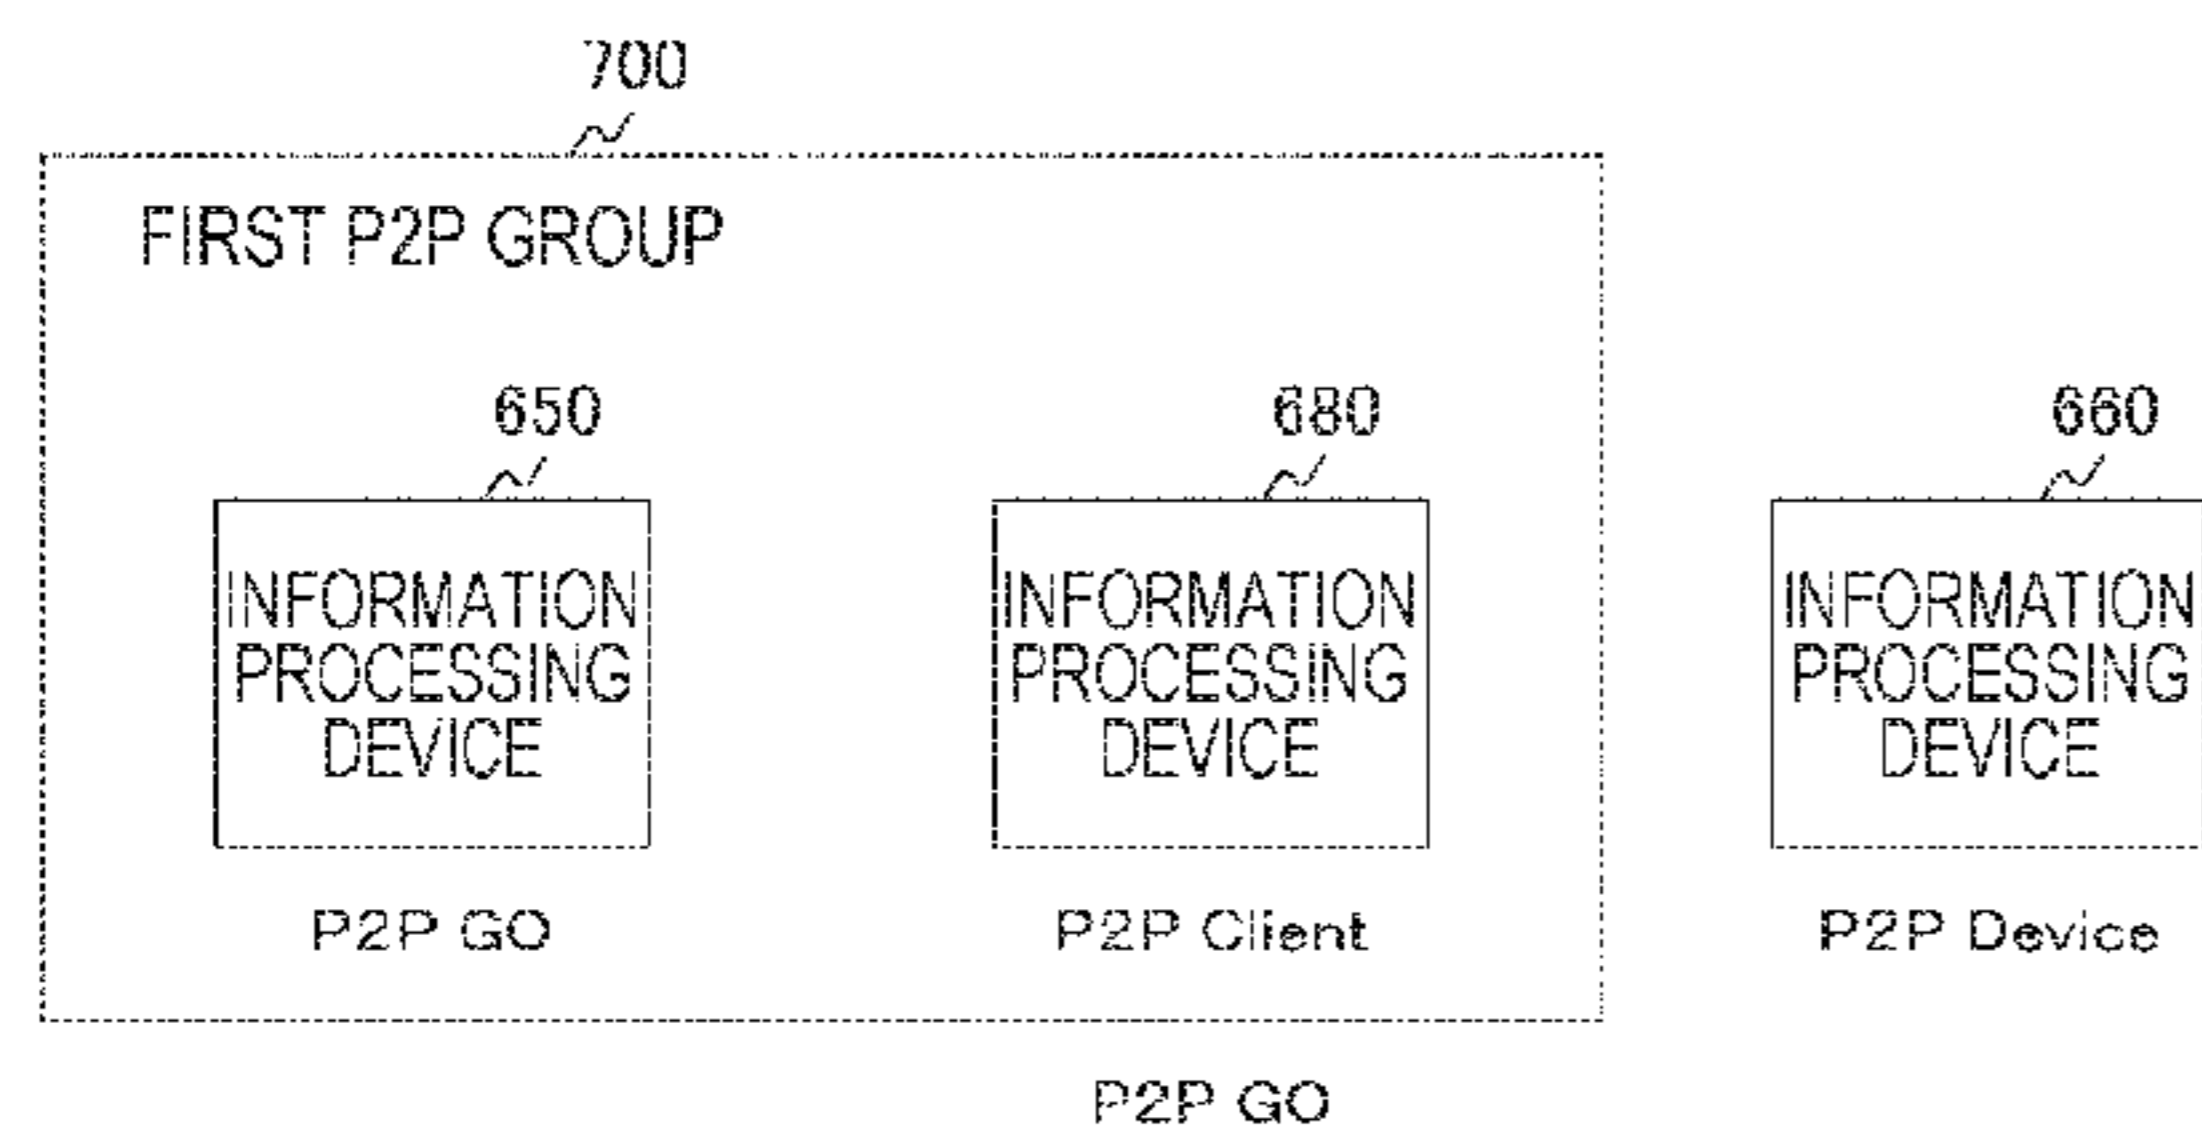 700
FIRST P2P GROUP
650
680
660
INFORMATION
PROCESSING
DEVICE
INFORMATION
PROCESSING
DEVICE
INFORMATION
PROCESSING
DEVICE
P2P GO
P2P Client
P2P Device
P2P GO